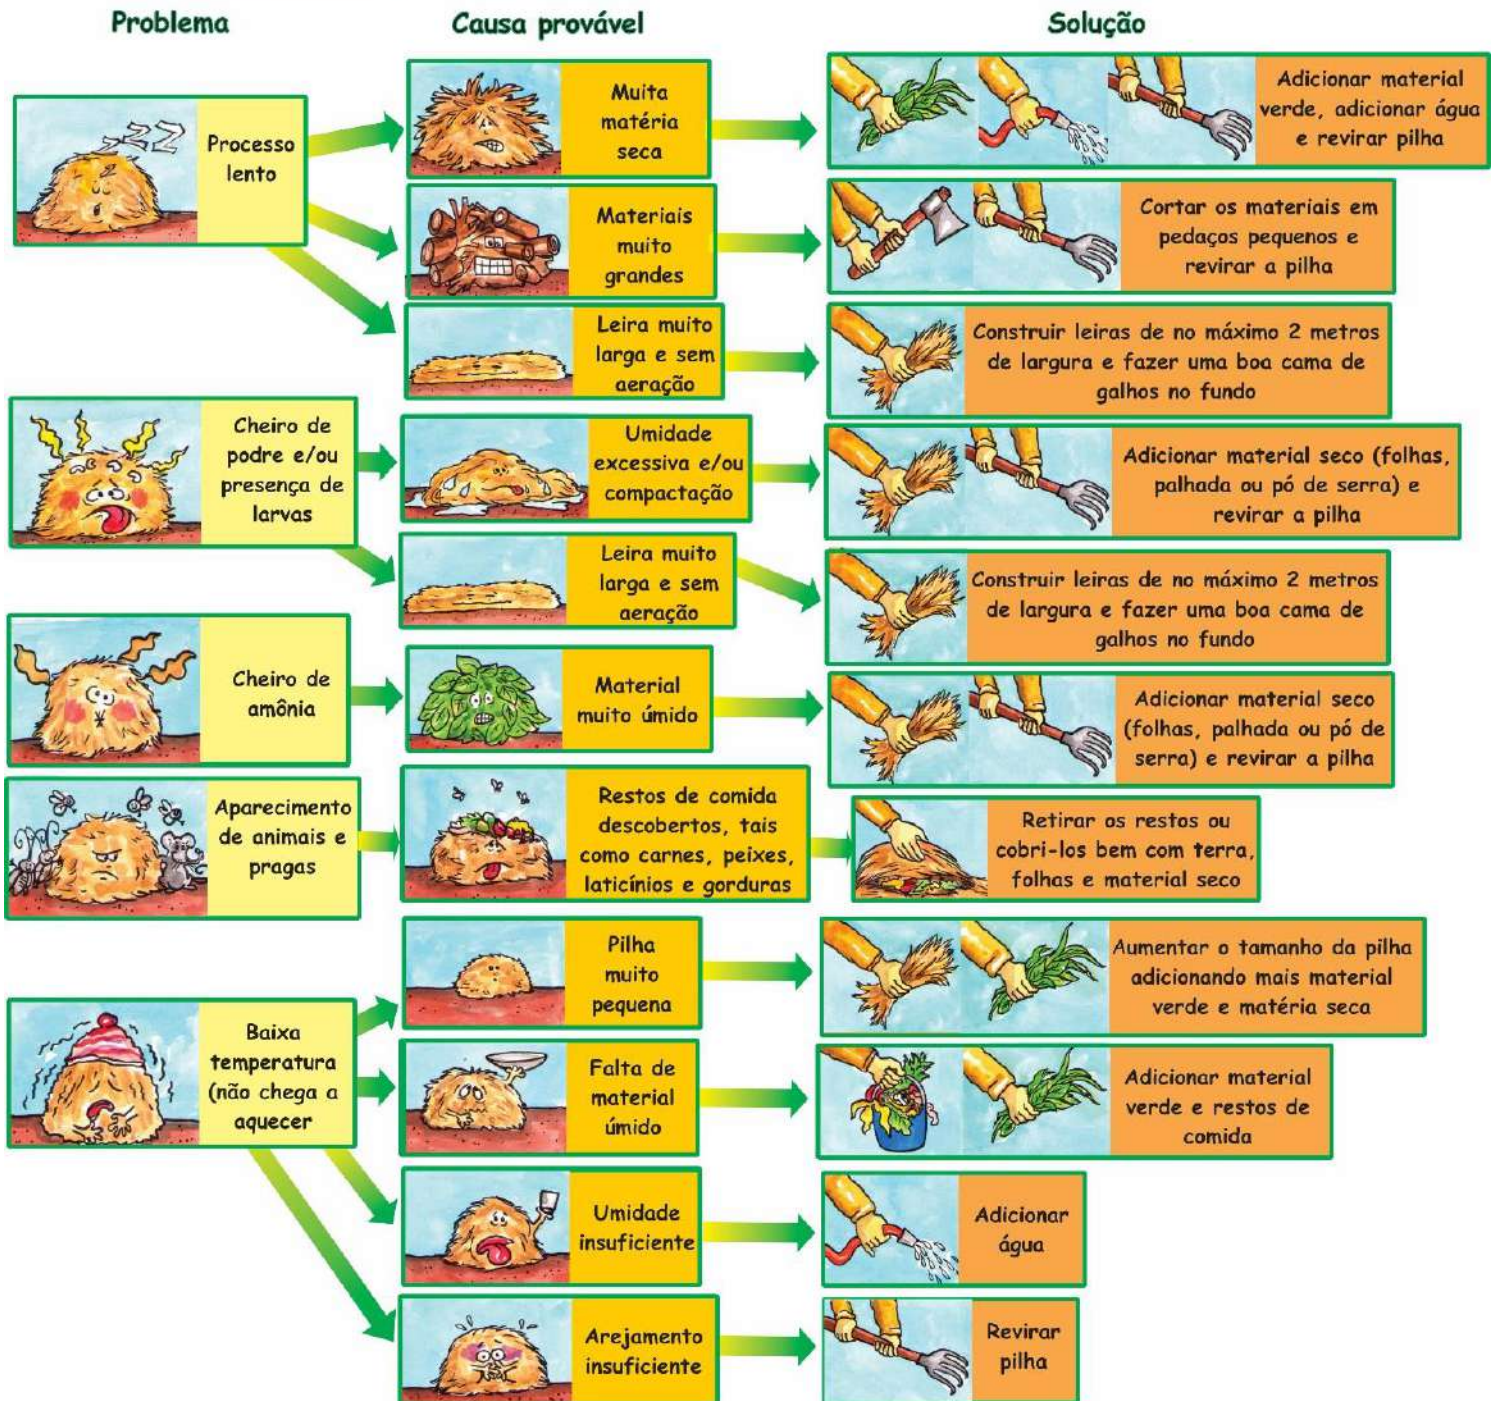 Problema
Causa provável
Solução
Processo
lento
Muita
matéria
seca
Adicionar material
verde, adicionar água
e revirar pilha
Materiais
muito
grandes
Cortar os materiais em
pedaços pequenos e
revirar a pilha
Leira muito
larga e sem
aeração
Construir leiras de no máximo 2 metros
de largura e fazer uma boa cama de
galhos no fundo
Cheiro de
podre e/ou
presença de
larvas
Umidade
excessiva e/ou
compactação
Adicionar material seco (folhas,
palhada ou pó de serra) e
revirar a pilha
Leira muito
larga e sem
aeração
Construir leiras de no máximo 2 metros
de largura e fazer uma boa cama de
galhos no fundo
Cheiro de
amônia
Material
muito úmido
Adicionar material seco
(folhas, palhada ou pó de
serra) e revirar a pilha
Aparecimento
de animais e
pragas
Restos de comida
descobertos, tais
como carnes, peixes,
laticínios e gorduras
Retirar os restos ou
cobri-los bem com terra,
folhas e material seco
Baixa
temperatura
(não chega a
aquecer
Pilha
muito
pequena
Aumentar o tamanho da pilha
adicionando mais material
verde e matéria seca
Falta de
material
úmido
Adicionar material
verde e restos de
comida
Umidade
insuficiente
Adicionar
água
Arejamento
insuficiente
Revirar
pilha